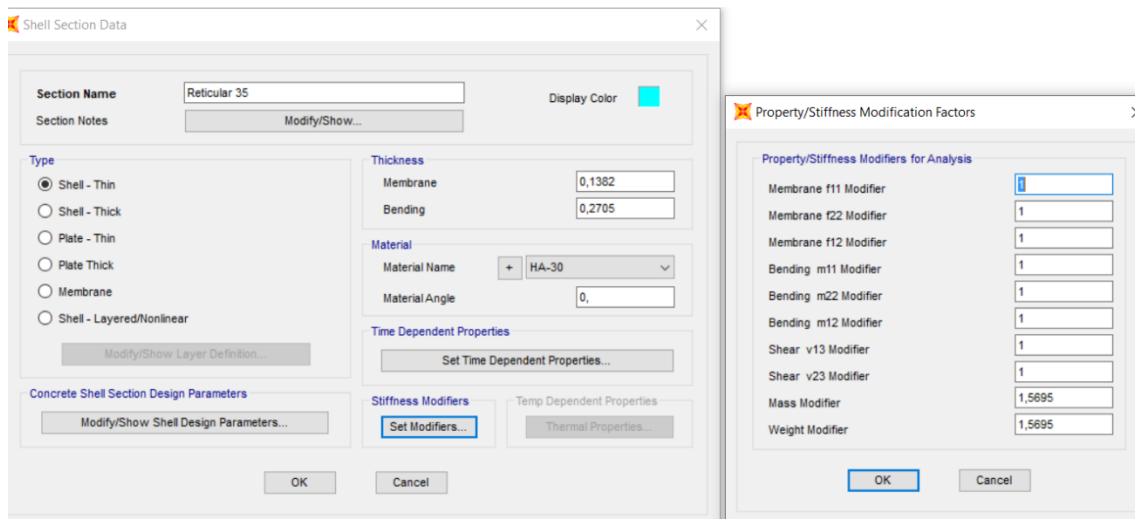 Shell Section Data
Section Name Reticular 35 Display Color
Section Notes Modify/Show...
Type
Shell - Thin
Shell - Thick
Plate - Thin
Plate Thick
Membrane
Shell - Layered/Nonlinear
Modify/Show Layer Definition...
Concrete Shell Section Design Parameters
Modify/Show Shell Design Parameters...
Thickness
Membrane 0,1382
Bending 0,2705
Material
Material Name + HA-30
Material Angle 0,
Time Dependent Properties
Set Time Dependent Properties...
Stiffness Modifiers
Set Modifiers...
Temp Dependent Properties
Thermal Properties...
OK Cancel
Property/Stiffness Modification Factors
Property/Stiffness Modifiers for Analysis
Membrane f11 Modifier 1
Membrane f22 Modifier 1
Membrane f12 Modifier 1
Bending m11 Modifier 1
Bending m22 Modifier 1
Bending m12 Modifier 1
Shear v13 Modifier 1
Shear v23 Modifier 1
Mass Modifier 1,5695
Weight Modifier 1,5695
OK Cancel